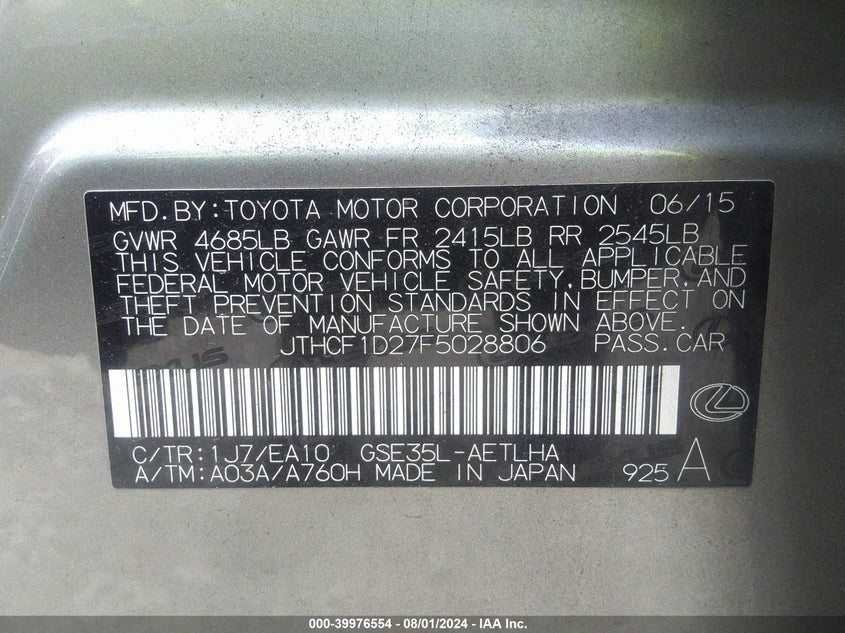 MFD.BY:TOYOTA MOTOR CORPORATION 06/15
GVWR 4685LB GAWR FR 2415LB RR 2545LB
THIS VEHICLE CONFORMS TO ALL APPLICABLE
FEDERAL MOTOR VEHICLE SAFETY,BUMPER,AND
THEFT PREVENTION STANDARDS IN EFFECT ON
THE DATE OF MANUFACTURE SHOWN ABOVE.
JTHCF1D27F5028806 PASS.CAR
C/TR:1J7/EA10 GSE35L-AETLHA
A/TM:A03A/A760H MADE IN JAPAN 925 A
000-39976554 - 08/01/2024 - IAA Inc.